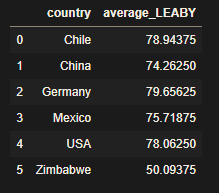 country average_LEABY
0 Chile 78.94375
1 China 74.26250
2 Germany 79.65625
3 Mexico 75.71875
4 USA 78.06250
5 Zimbabwe 50.09375